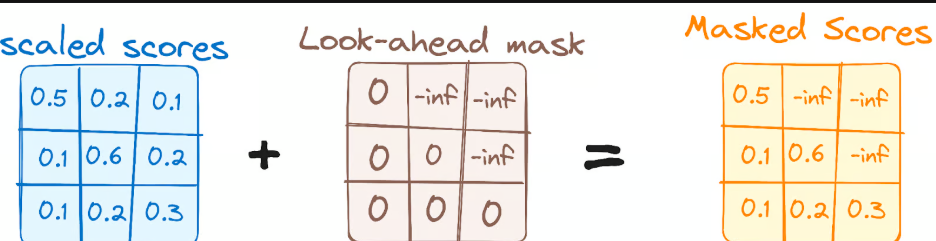 scaled scores
Look-ahead mask
Masked Scores
0.5 0.2 0.1
0.1 0.6 0.2
0.1 0.2 0.3
+
0 -inf -inf
0 0 -inf
0 0 0
=
0.5 -inf -inf
0.1 0.6 -inf
0.1 0.2 0.3